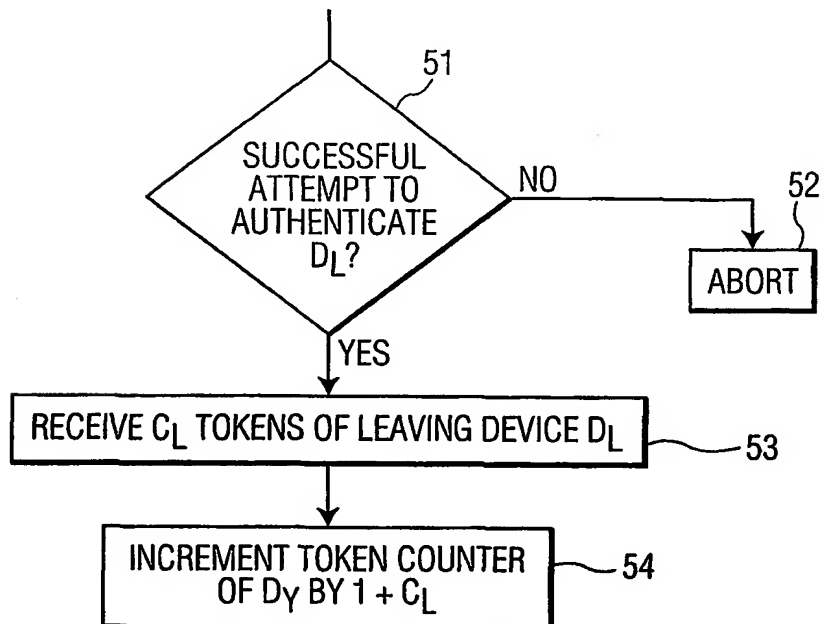 51
SUCCESSFUL
ATTEMPT TO
AUTHENTICATE
DL?
NO
52
ABORT
YES
RECEIVE CL TOKENS OF LEAVING DEVICE DL
53
INCREMENT TOKEN COUNTER
OF DY BY 1 + CL
54